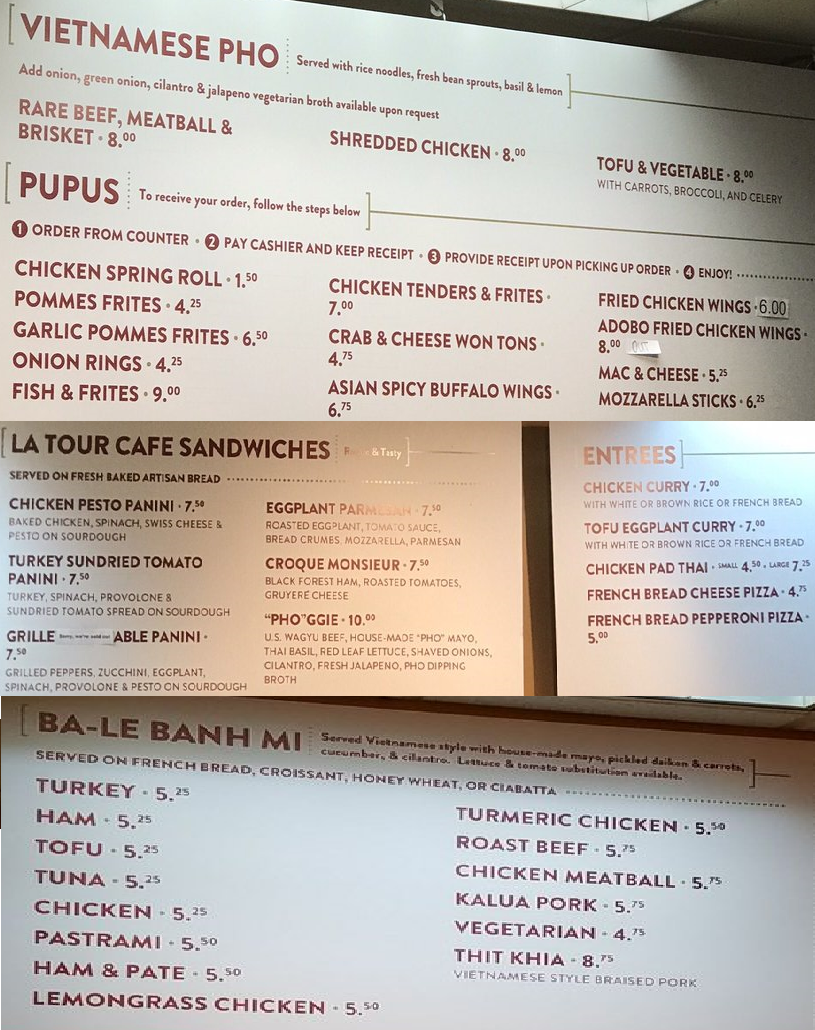 VIETNAMESE PHO Served with rice noodles, fresh bean sprouts, basil & lemon
Add onion, green onion, cilantro & jalapeno vegetarian broth available upon request
RARE BEEF, MEATBALL &
BRISKET • 8.00
SHREDDED CHICKEN • 8.00
TOFU & VEGETABLE • 8.00
WITH CARROTS, BROCCOLI, AND CELERY
PUPUS To receive your order, follow the steps below
1 ORDER FROM COUNTER • 2 PAY CASHIER AND KEEP RECEIPT • 3 PROVIDE RECEIPT UPON PICKING UP ORDER • 4 ENJOY!
CHICKEN SPRING ROLL • 1.50
POMMES FRITES • 4.25
GARLIC POMMES FRITES • 6.50
ONION RINGS • 4.25
FISH & FRITES • 9.00
CHICKEN TENDERS & FRITES •
7.00
CRAB & CHEESE WON TONS •
4.75
ASIAN SPICY BUFFALO WINGS •
6.75
FRIED CHICKEN WINGS • 6.00
ADOBO FRIED CHICKEN WINGS •
8.00
MAC & CHEESE • 5.25
MOZZARELLA STICKS • 6.25
LA TOUR CAFE SANDWICHES & Tasty
SERVED ON FRESH BAKED ARTISAN BREAD
CHICKEN PESTO PANINI • 7.50
BAKED CHICKEN, SPINACH, SWISS CHEESE &
PESTO ON SOURDOUGH
TURKEY SUNDRIED TOMATO
PANINI • 7.50
TURKEY, SPINACH, PROVOLONE &
SUNDRIED TOMATO SPREAD ON SOURDOUGH
GRILLE Sorry, we're sold out ABLE PANINI •
7.50
GRILLED PEPPERS, ZUCCHINI, EGGPLANT,
SPINACH, PROVOLONE & PESTO ON SOURDOUGH
EGGPLANT PARMESAN • 7.50
ROASTED EGGPLANT, TOMATO SAUCE,
BREAD CRUMES, MOZZARELLA, PARMESAN
CROQUE MONSIEUR • 7.50
BLACK FOREST HAM, ROASTED TOMATOES,
GRUYERE CHEESE
"PHO"GGIE • 10.00
U.S. WAGYU BEEF, HOUSE-MADE "PHO" MAYO,
THAI BASIL, RED LEAF LETTUCE, SHAVED ONIONS,
CILANTRO, FRESH JALAPENO, PHO DIPPING
BROTH
ENTREES
CHICKEN CURRY • 7.00
WITH WHITE OR BROWN RICE OR FRENCH BREAD
TOFU EGGPLANT CURRY • 7.00
WITH WHITE OR BROWN RICE OR FRENCH BREAD
CHICKEN PAD THAI • SMALL 4.50 • LARGE 7.25
FRENCH BREAD CHEESE PIZZA • 4.75
FRENCH BREAD PEPPERONI PIZZA •
5.00
BA-LE BANH MI Served Vietnamese style with house-made mayo, pickled daikon & carrots,
cucumber, & cilantro. Lettuce & tomato substitution available.
SERVED ON FRENCH BREAD, CROISSANT, HONEY WHEAT, OR CIABATTA
TURKEY • 5.25
HAM • 5.25
TOFU • 5.25
TUNA • 5.25
CHICKEN • 5.25
PASTRAMI • 5.50
HAM & PATE • 5.50
LEMONGRASS CHICKEN • 5.50
TURMERIC CHICKEN • 5.50
ROAST BEEF • 5.75
CHICKEN MEATBALL • 5.75
KALUA PORK • 5.75
VEGETARIAN • 4.75
THIT KHIA • 8.75
VIETNAMESE STYLE BRAISED PORK